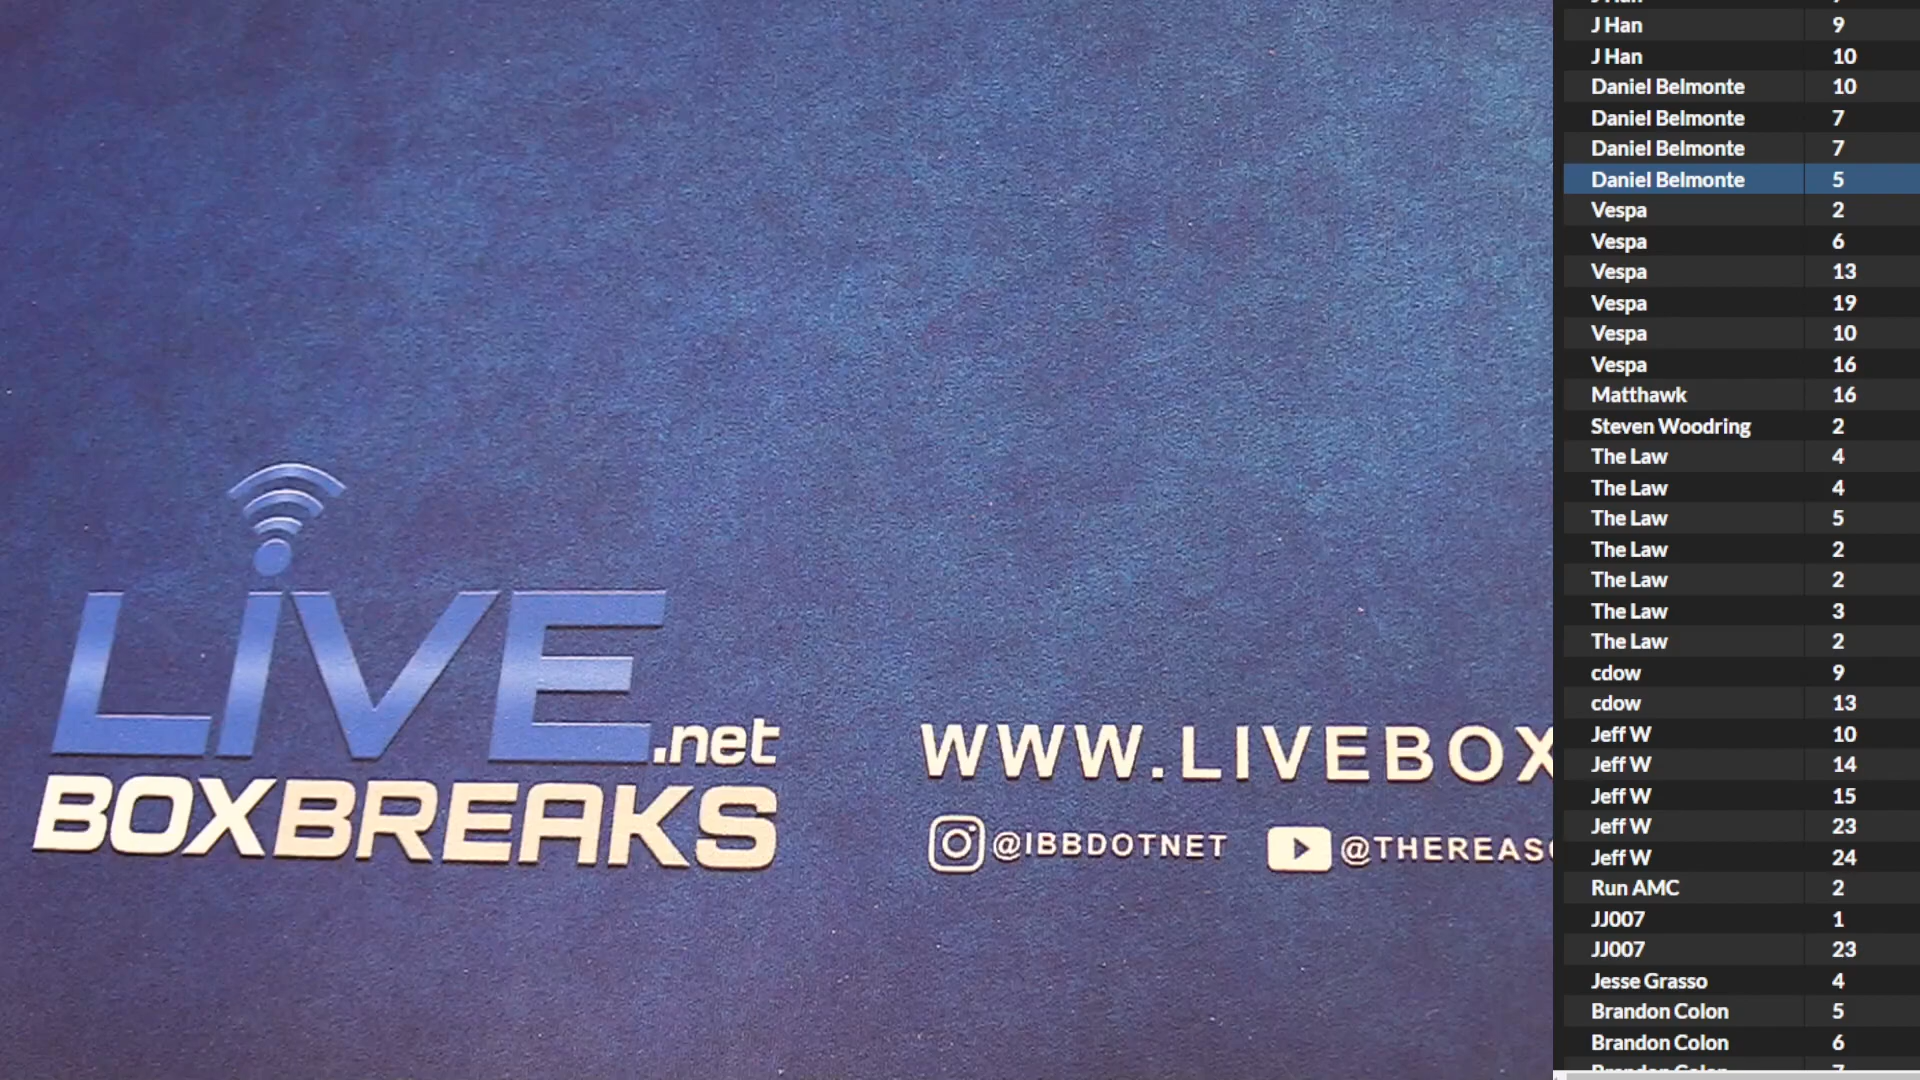 LIVE.net
BOXBREAKS
WWW.LIVEBOX
@IBBDOTNET @THEREAS
J Han 9
J Han 10
Daniel Belmonte 10
Daniel Belmonte 7
Daniel Belmonte 7
Daniel Belmonte 5
Vespa 2
Vespa 6
Vespa 13
Vespa 19
Vespa 10
Vespa 16
Matthawk 16
Steven Woodring 2
The Law 4
The Law 4
The Law 5
The Law 2
The Law 2
The Law 3
The Law 2
cdow 9
cdow 13
Jeff W 10
Jeff W 14
Jeff W 15
Jeff W 23
Jeff W 24
Run AMC 2
JJ007 1
JJ007 23
Jesse Grasso 4
Brandon Colon 5
Brandon Colon 6